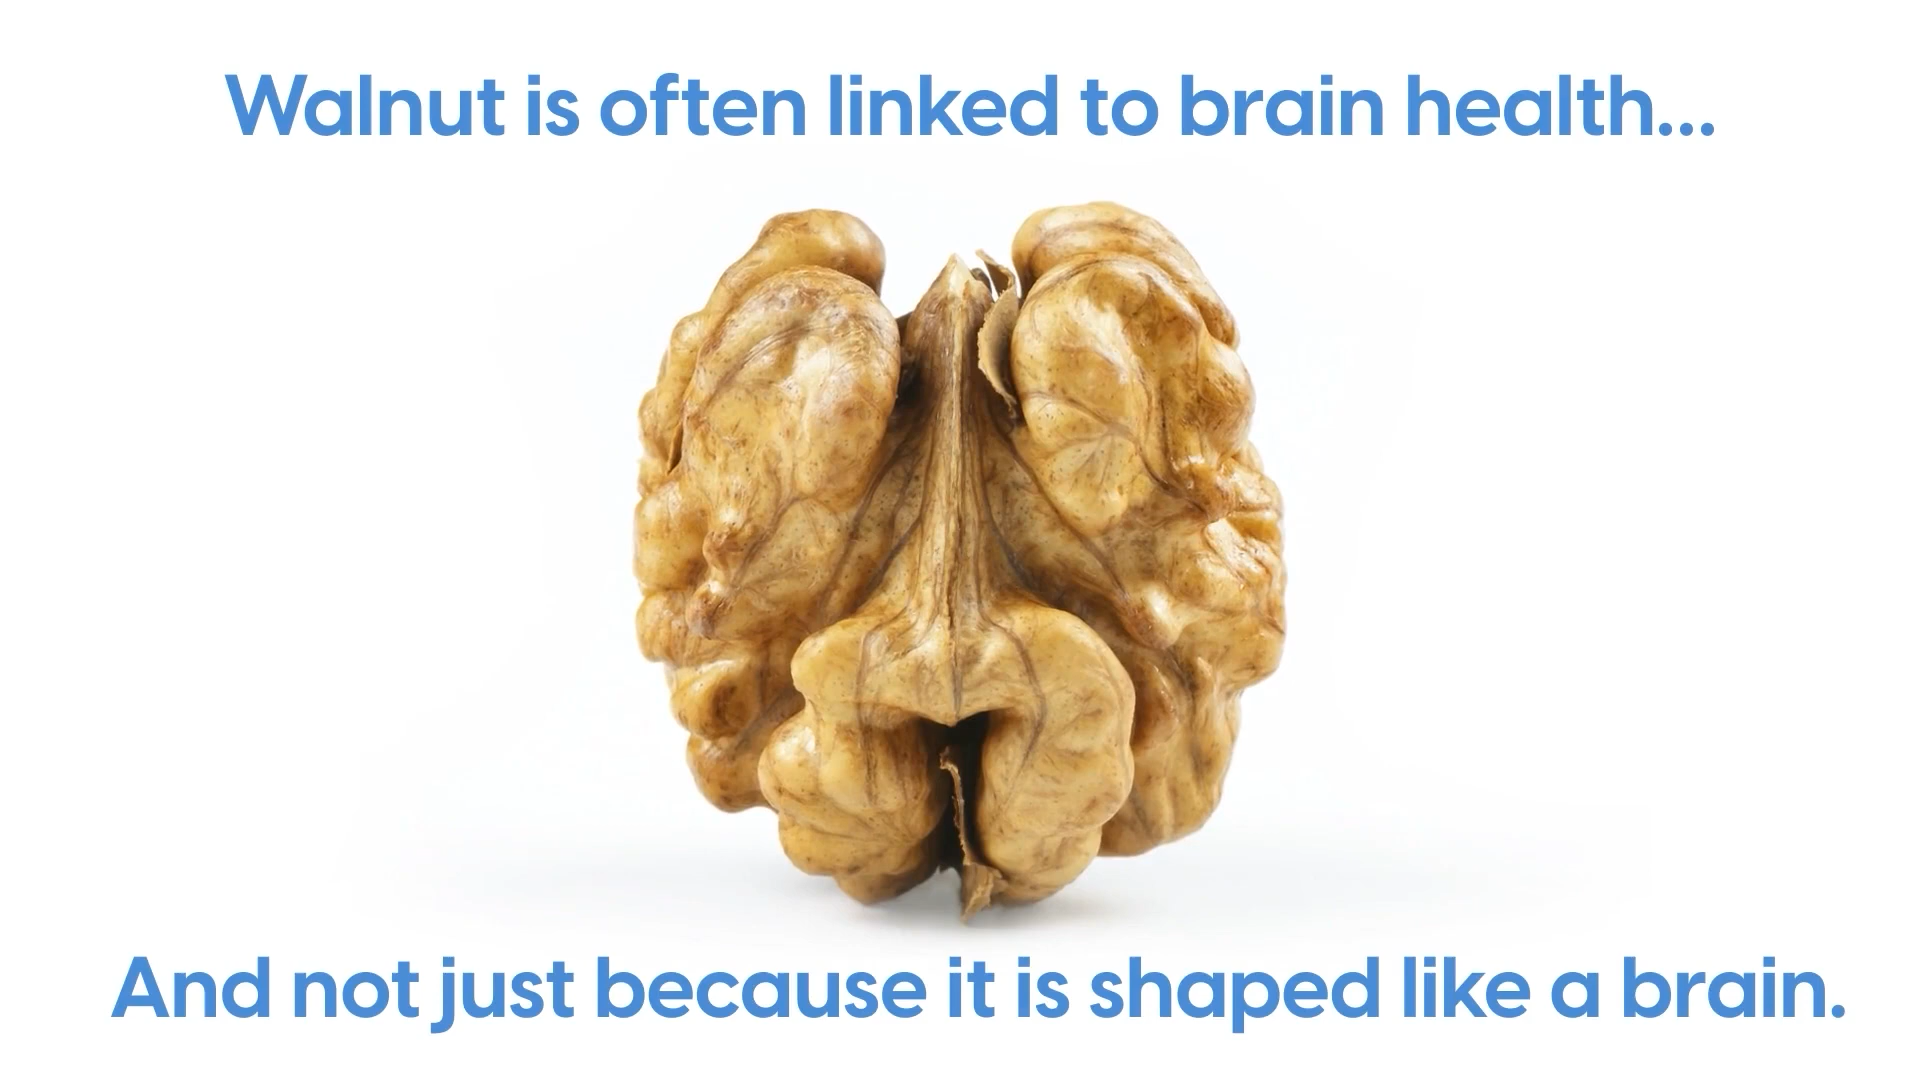 Walnut is often linked to brain health...
And not just because it is shaped like a brain.